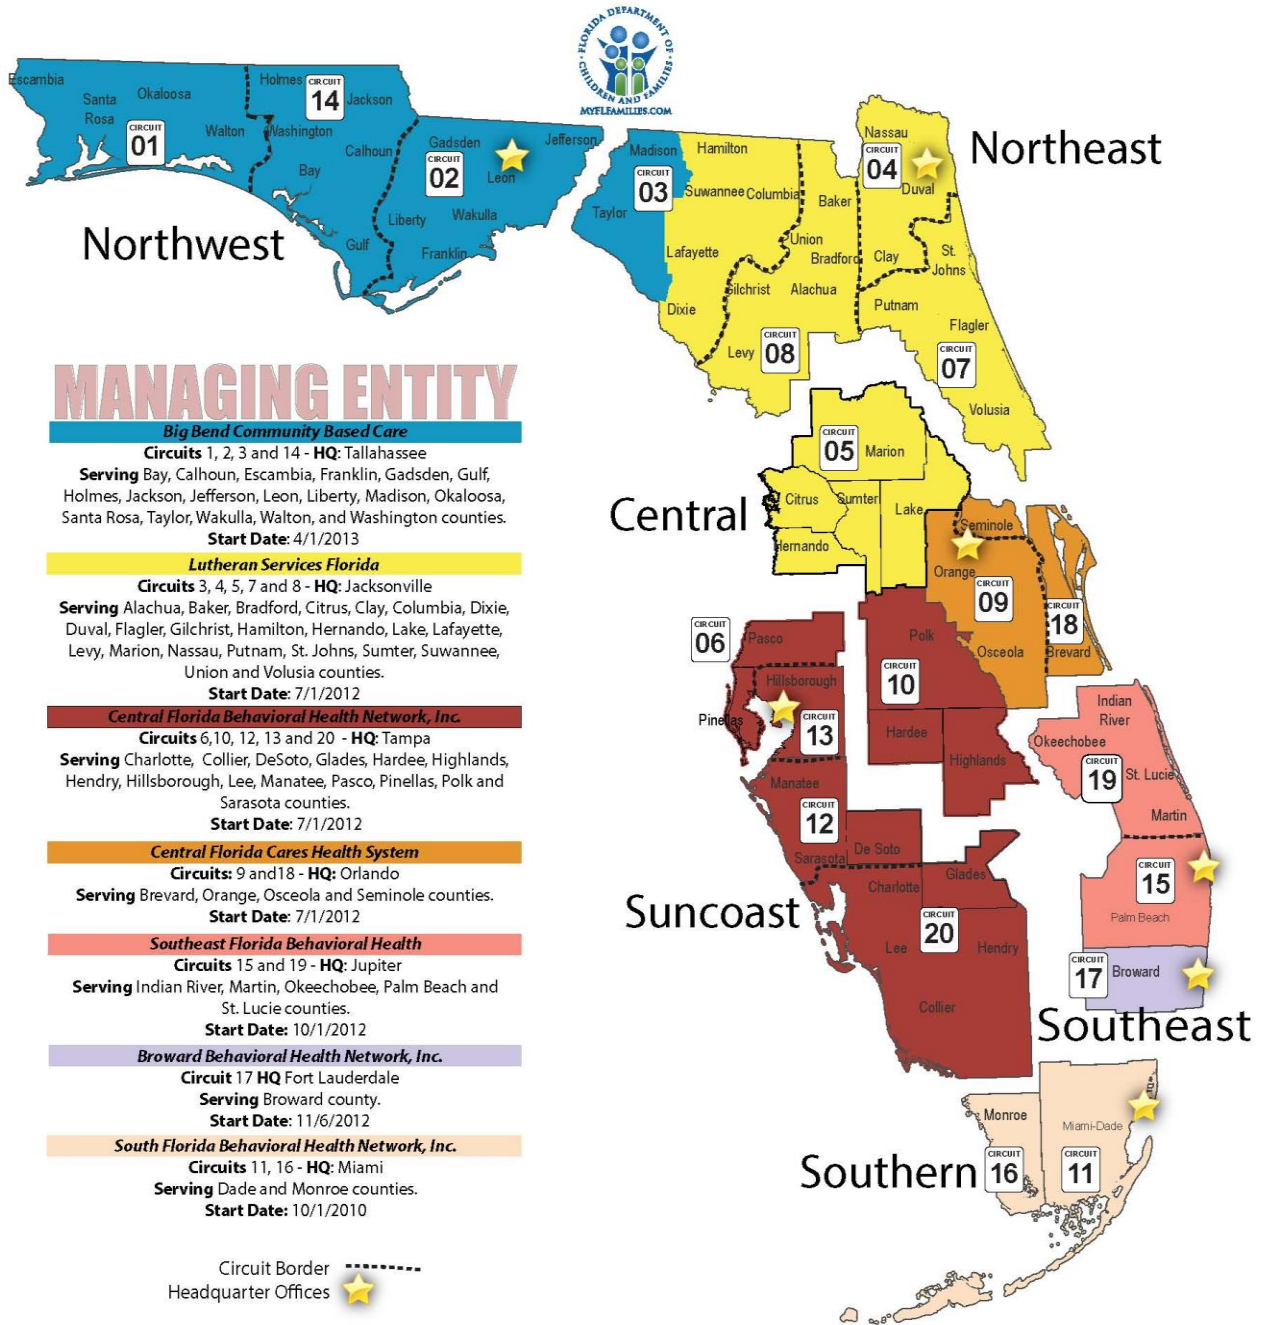 FLORIDA DEPARTMENT OF
CHILDREN AND FAMILIES
MYFLFAMILIES.COM
Escambia
Santa
Rosa
Okaloosa
CIRCUIT
01
Walton
Holmes
CIRCUIT
14
Jackson
Washington
Calhoun
Bay
Gulf
Gadsden
Jefferson
CIRCUIT
02
Leon
Liberty
Wakulla
Franklin
Northwest
Madison
CIRCUIT
03
Taylor
Hamilton
Suwannee
Columbia
Lafayette
Dixie
Baker
Union
Bradford
Gilchrist
Alachua
Levy
CIRCUIT
08
Nassau
CIRCUIT
04
Duval
Clay
St.
Johns
Putnam
Flagler
CIRCUIT
07
Volusia
Northeast
CIRCUIT
05
Marion
Citrus
Sumter
Lake
Hernando
Central
Seminole
Orange
CIRCUIT
09
Osceola
CIRCUIT
18
Brevard
CIRCUIT
06
Pasco
Hillsborough
Pinellas
CIRCUIT
13
Polk
CIRCUIT
10
Hardee
Highlands
Manatee
CIRCUIT
12
Sarasota
De Soto
Charlotte
Glades
CIRCUIT
20
Lee
Hendry
Collier
Suncoast
Indian
River
Okeechobee
CIRCUIT
19
St. Lucie
Martin
CIRCUIT
15
Palm Beach
CIRCUIT
17
Broward
Southeast
Monroe
CIRCUIT
16
Miami-Dade
CIRCUIT
11
Southern
MANAGING ENTITY
Big Bend Community Based Care
Circuits 1, 2, 3 and 14 - HQ: Tallahassee
Serving Bay, Calhoun, Escambia, Franklin, Gadsden, Gulf,
Holmes, Jackson, Jefferson, Leon, Liberty, Madison, Okaloosa,
Santa Rosa, Taylor, Wakulla, Walton, and Washington counties.
Start Date: 4/1/2013
Lutheran Services Florida
Circuits 3, 4, 5, 7 and 8 - HQ: Jacksonville
Serving Alachua, Baker, Bradford, Citrus, Clay, Columbia, Dixie,
Duval, Flagler, Gilchrist, Hamilton, Hernando, Lake, Lafayette,
Levy, Marion, Nassau, Putnam, St. Johns, Sumter, Suwannee,
Union and Volusia counties.
Start Date: 7/1/2012
Central Florida Behavioral Health Network, Inc.
Circuits 6,10, 12, 13 and 20 - HQ: Tampa
Serving Charlotte, Collier, DeSoto, Glades, Hardee, Highlands,
Hendry, Hillsborough, Lee, Manatee, Pasco, Pinellas, Polk and
Sarasota counties.
Start Date: 7/1/2012
Central Florida Cares Health System
Circuits: 9 and18 - HQ: Orlando
Serving Brevard, Orange, Osceola and Seminole counties.
Start Date: 7/1/2012
Southeast Florida Behavioral Health
Circuits 15 and 19 - HQ: Jupiter
Serving Indian River, Martin, Okeechobee, Palm Beach and
St. Lucie counties.
Start Date: 10/1/2012
Broward Behavioral Health Network, Inc.
Circuit 17 HQ Fort Lauderdale
Serving Broward county.
Start Date: 11/6/2012
South Florida Behavioral Health Network, Inc.
Circuits 11, 16 - HQ: Miami
Serving Dade and Monroe counties.
Start Date: 10/1/2010
Circuit Border
Headquarter Offices